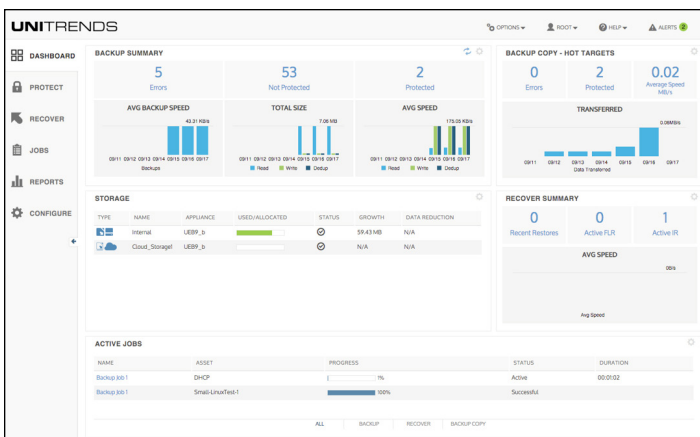 UNITRENDS
OPTIONS
ROOT
HELP
ALERTS 2
DASHBOARD
PROTECT
RECOVER
JOBS
REPORTS
CONFIGURE
BACKUP SUMMARY
5 53 2
Errors Not Protected Protected
AVG BACKUP SPEED
43.31 KB/s
09/11 09/12 09/13 09/14 09/15 09/16 09/17
Backups
TOTAL SIZE
7.06 MB
09/11 09/12 09/13 09/14 09/15 09/16 09/17
Read Write Dedup
AVG SPEED
175.05 KB/s
09/11 09/12 09/13 09/14 09/15 09/16 09/17
Read Write Dedup
BACKUP COPY - HOT TARGETS
0 2 0.02
Errors Protected Average Speed
MB/s
TRANSFERRED
0.06MB/s
09/11 09/12 09/13 09/14 09/15 09/16 09/17
Data Transferred
STORAGE
TYPE NAME APPLIANCE USED/ALLOCATED STATUS GROWTH DATA REDUCTION
Internal UEB9_b 59.43 MB N/A
Cloud_Storage1 UEB9_b N/A N/A
RECOVER SUMMARY
0 0 1
Recent Restores Active FLR Active IR
AVG SPEED
0B/s
Avg Speed
ACTIVE JOBS
NAME ASSET PROGRESS STATUS DURATION
Backup Job 1 DHCP 1% Active 00:01:02
Backup Job 1 Small-LinuxTest-1 100% Successful
ALL BACKUP RECOVER BACKUP COPY